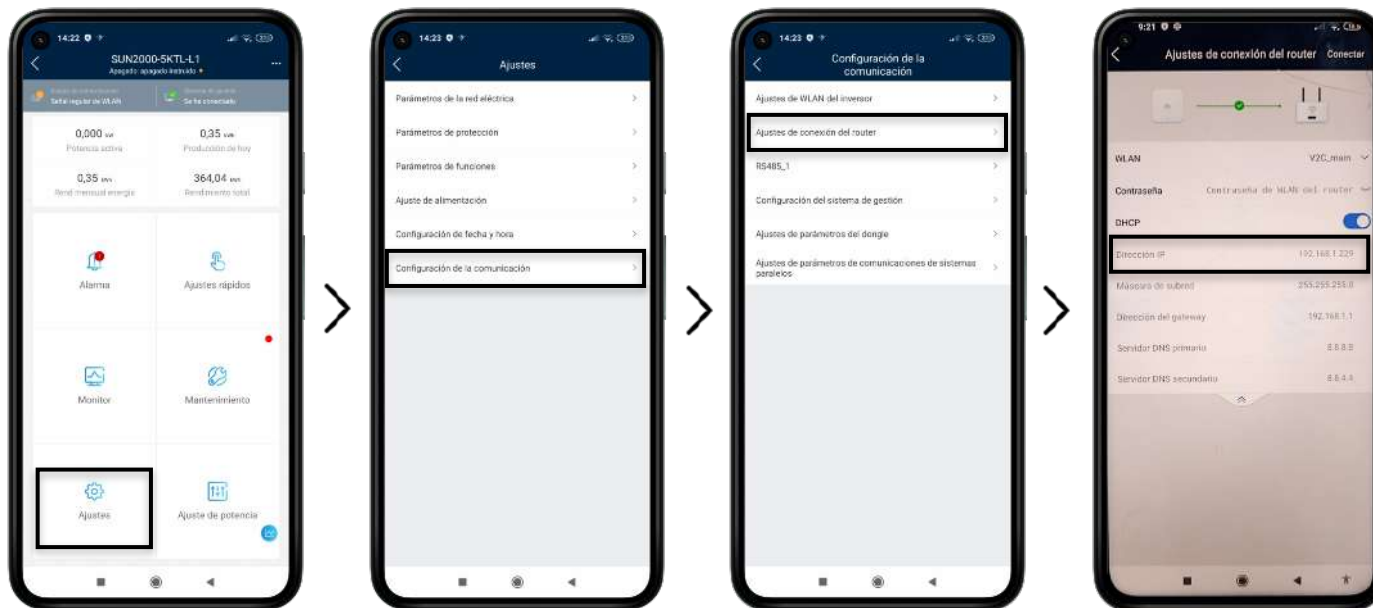 14:22
SUN2000-5KTL-L1
Apagado: apagado instruido
Señal regular de WLAN
Se ha conectado
0,000 kW
0,35 kWh
Potencia activa
Producción de hoy
0,35 kWh
364,04 kWh
Rend. mensual energía
Rendimiento total
Alarma
Ajustes rápidos
Monitor
Mantenimiento
Ajustes
Ajuste de potencia
14:23
Ajustes
Parámetros de la red eléctrica
Parámetros de protección
Parámetros de funciones
Ajuste de alimentación
Configuración de fecha y hora
Configuración de la comunicación
14:23
Configuración de la
comunicación
Ajustes de WLAN del inversor
Ajustes de conexión del router
RS485_1
Configuración del sistema de gestión
Ajustes de parámetros del dongle
Ajustes de parámetros de comunicaciones de sistemas
paralelos
9:21
Ajustes de conexión del router Conectar
WLAN V2C_main
Contraseña Contraseña de WLAN del router
DHCP
Dirección IP 192.168.1.229
Máscara de subred 255.255.255.0
Dirección del gateway 192.168.1.1
Servidor DNS primario 8.8.8.8
Servidor DNS secundario 8.8.4.4